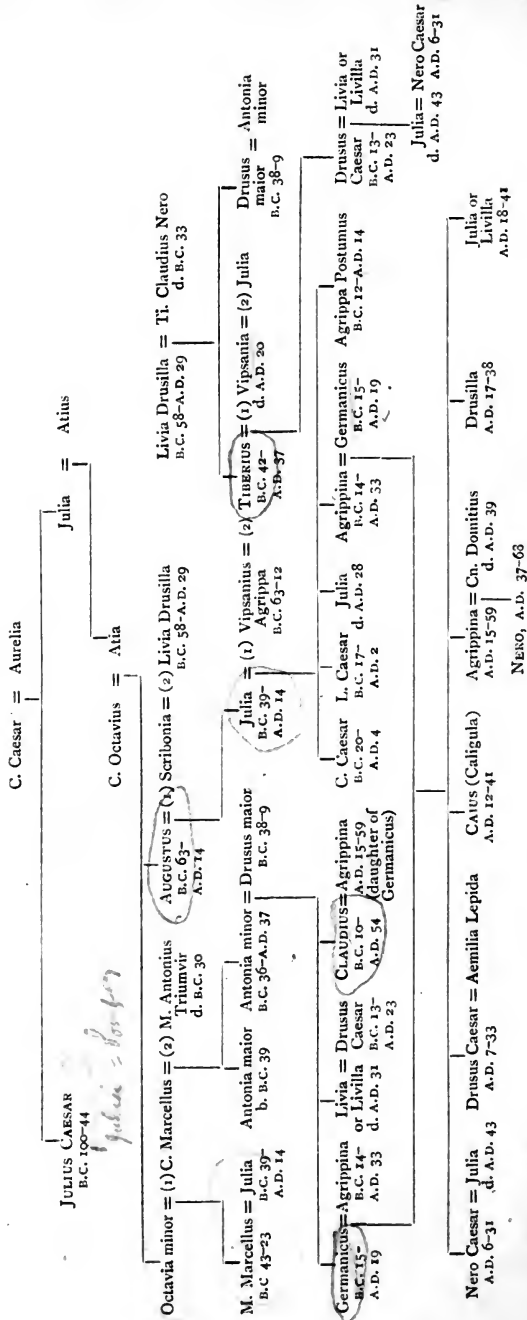 C. Caesar = Aurelia
JULIUS CAESAR
B.C. 100-44
Julia = Atius
Julia =
C. Octavius = Atia
Octavia minor = (1) C. Marcellus = (2) M. Antonius
Triumvir
d. B.C. 30
AUGUSTUS = (1) Scribonia = (2) Livia Drusilla
B.C. 63-
A.D. 14
B.C. 58-A.D. 29
Livia Drusilla = Ti. Claudius Nero
B.C. 58-A.D. 29
d. B.C. 33
M. Marcellus = Julia
B.C 43-23
B.C. 39-
A.D. 14
Antonia maior
b. B.C. 39
Antonia minor = Drusus maior
B.C. 36-A.D. 37
B.C. 38-9
Julia = (1) Vipsanius = (2) TIBERIUS = (1) Vipsania = (2) Julia
B.C. 39-
A.D. 14
Agrippa
B.C. 63-12
B.C. 42-
A.D. 37
d. A.D. 20
Drusus = Antonia
maior
minor
B.C. 38-9
Germanicus = Agrippina
B.C. 15-
A.D. 19
B.C. 14-
A.D. 33
Livia = Drusus
or Livilla
Caesar
d. A.D. 31
B.C. 13-
A.D. 23
CLAUDIUS = Agrippina
B.C. 10-
A.D. 54
A.D. 15-59
(daughter of
Germanicus)
C. Caesar
B.C. 20-
A.D. 4
L. Caesar
B.C. 17-
A.D. 2
Julia
d. A.D. 28
Agrippina = Germanicus
B.C. 14-
A.D. 33
B.C. 15-
A.D. 19
Agrippa Postumus
B.C. 12-A.D. 14
Drusus = Livia or
Caesar
Livilla
B.C. 13-
A.D. 23
d. A.D. 31
Julia = Nero Caesar
d. A.D. 43 A.D. 6-31
Nero Caesar = Julia
A.D. 6-31
d. A.D. 43
Drusus Caesar = Aemilia Lepida
A.D. 7-33
CAIUS (Caligula)
A.D. 12-41
Agrippina = Cn. Domitius
A.D. 15-59
d. A.D. 39
NERO, A.D. 37-68
Drusilla
A.D. 17-38
Julia or
Livilla
A.D. 18-41